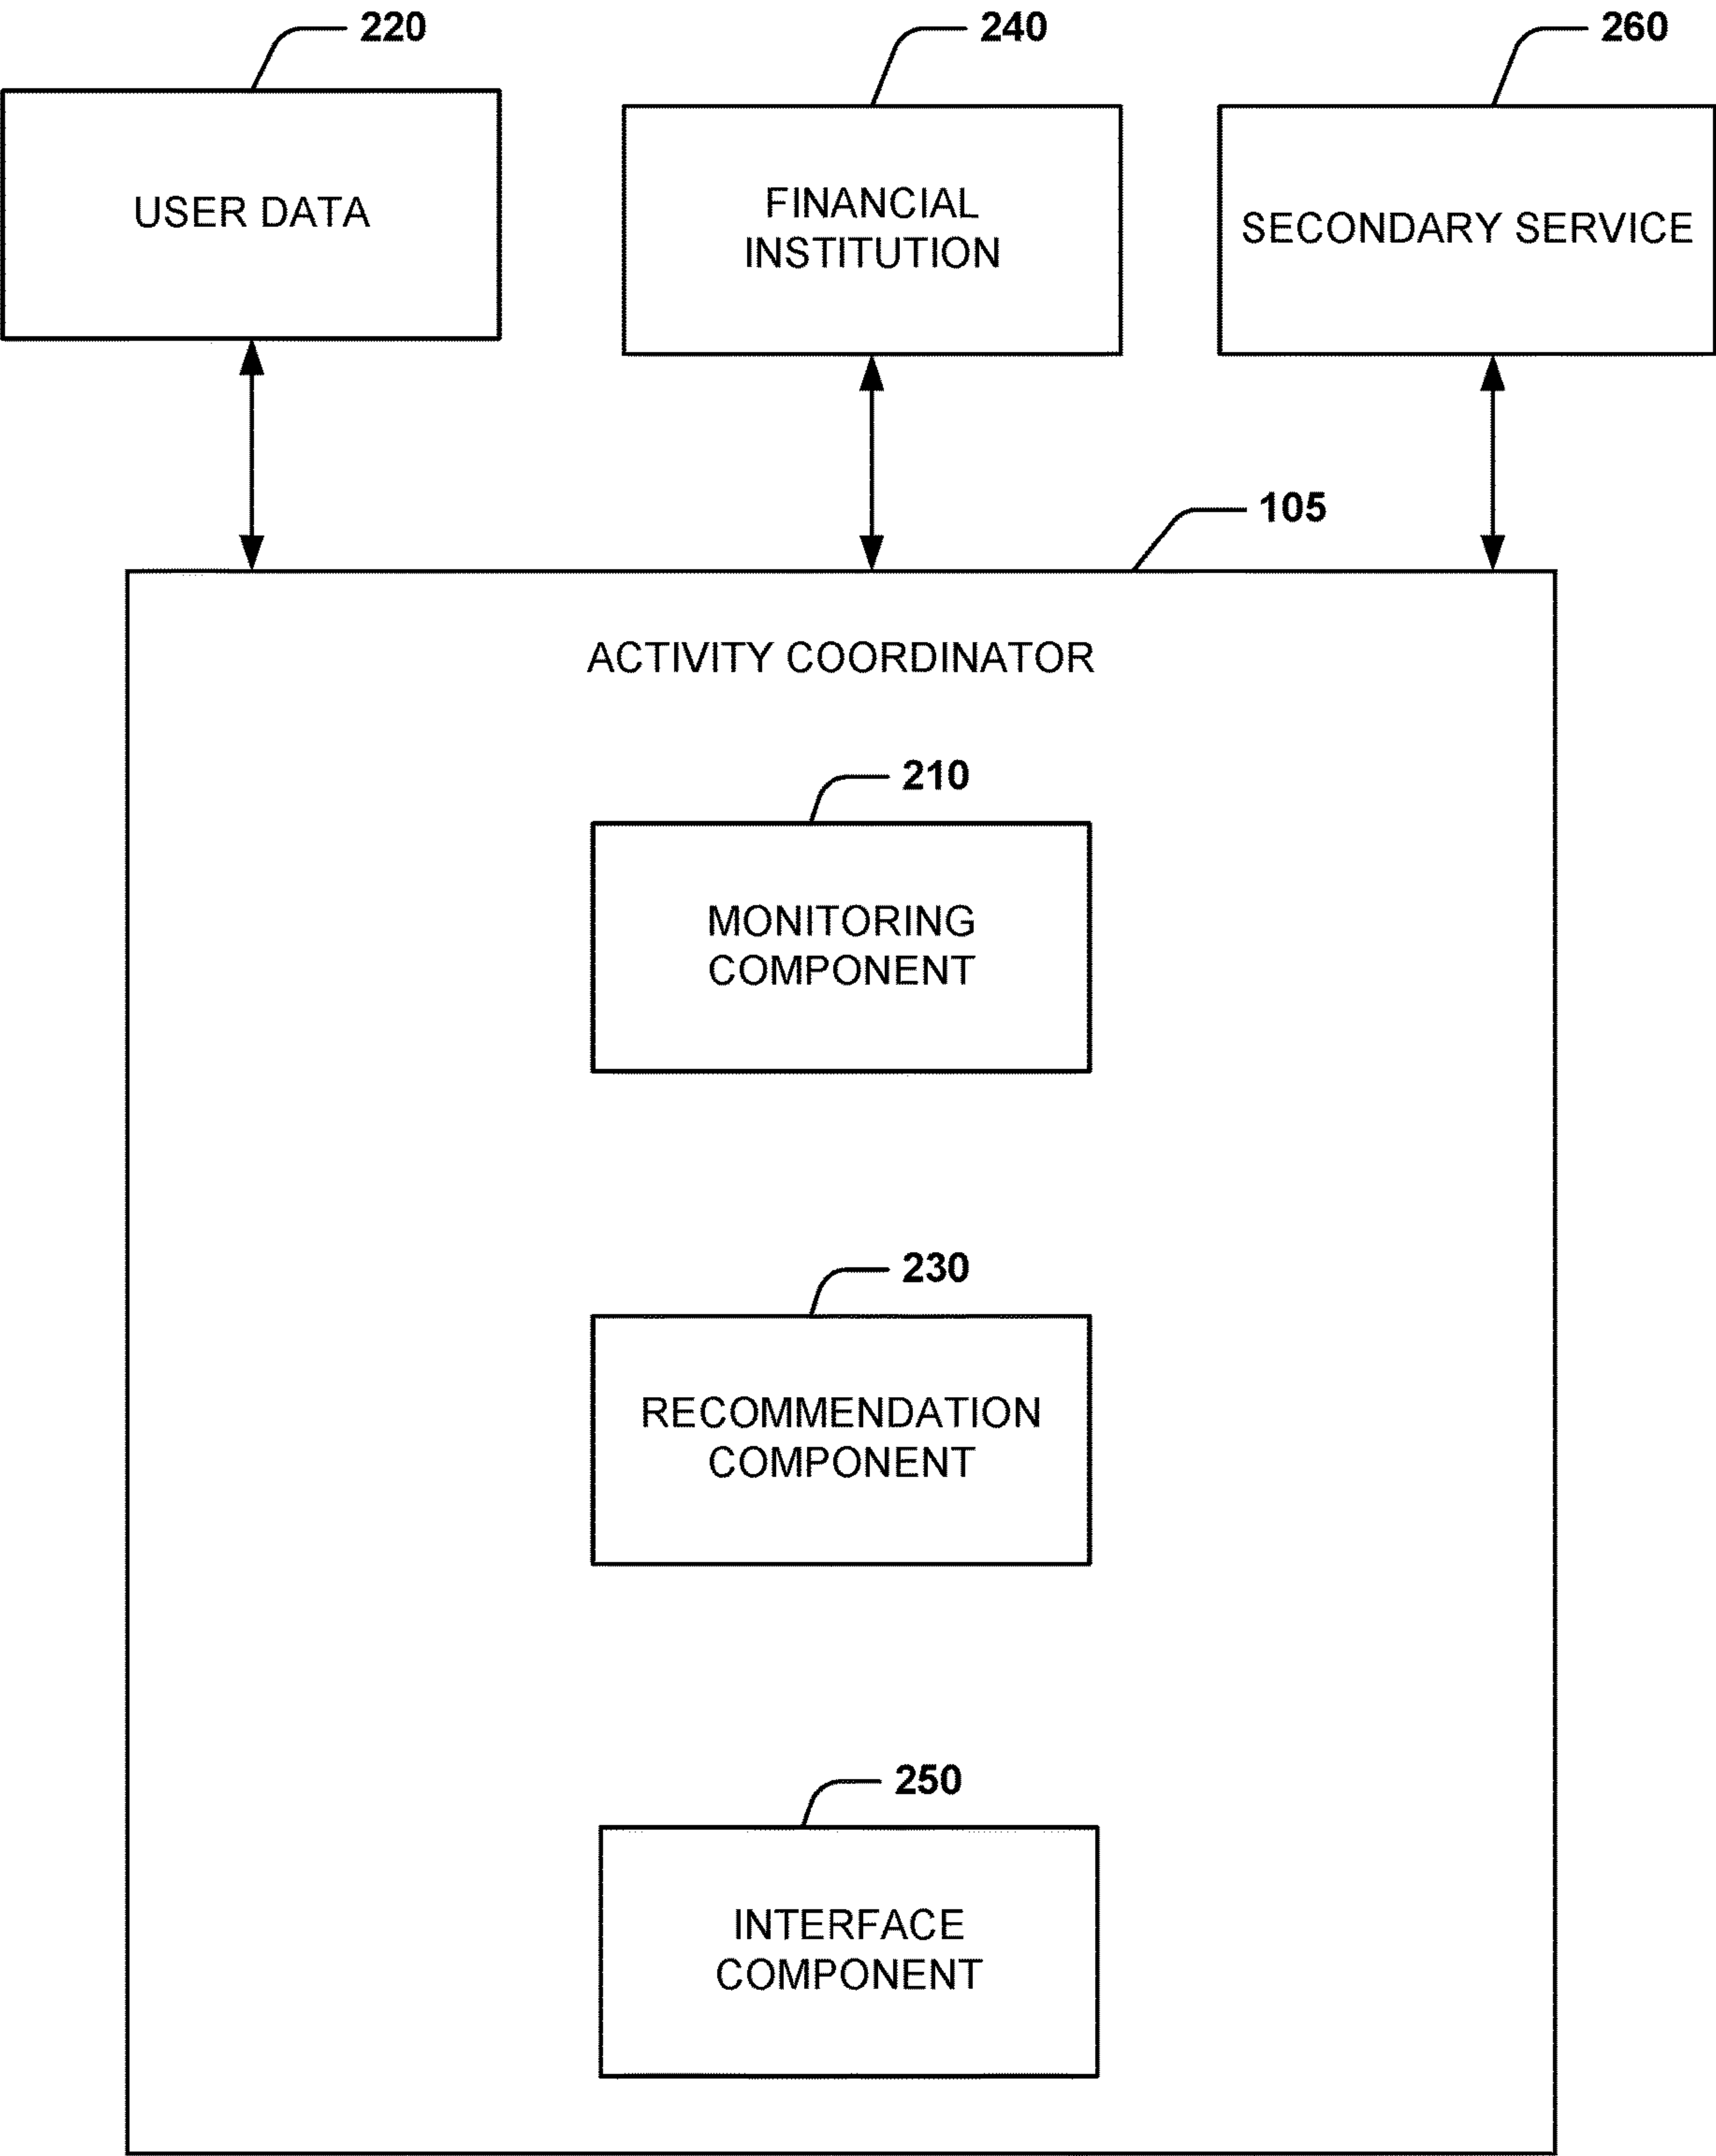 220
240
260
USER DATA
FINANCIAL
INSTITUTION
SECONDARY SERVICE
105
ACTIVITY COORDINATOR
210
MONITORING
COMPONENT
230
RECOMMENDATION
COMPONENT
250
INTERFACE
COMPONENT